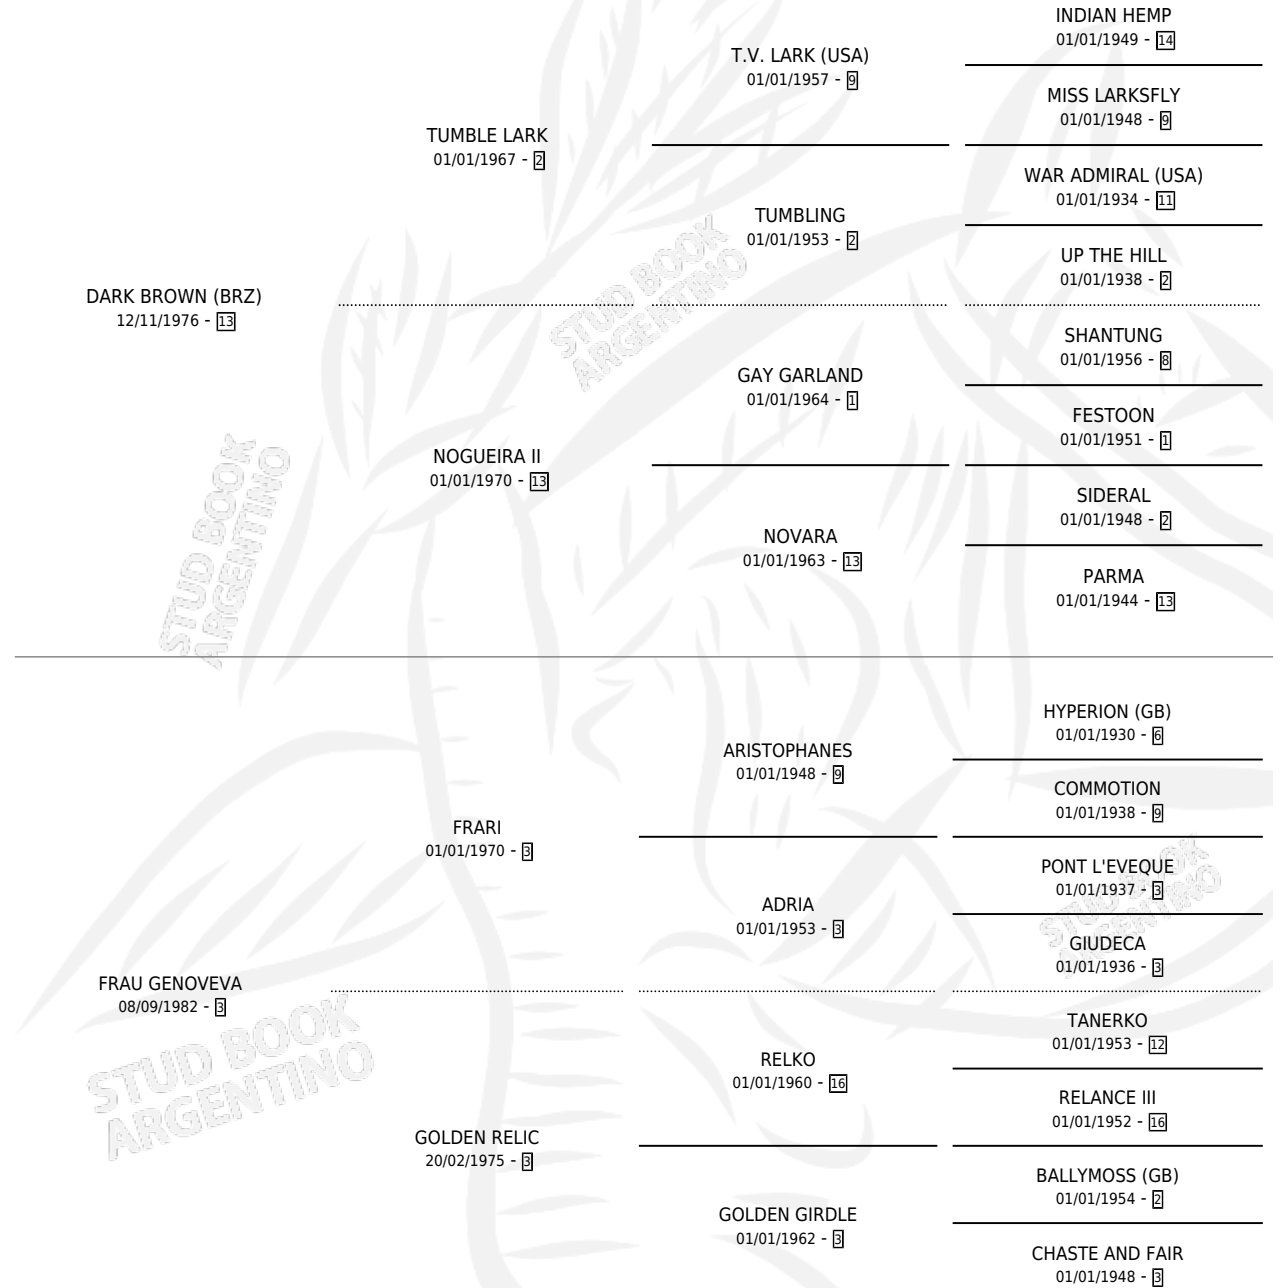 INDIAN HEMP
01/01/1949 - 14
T.V. LARK (USA)
01/01/1957 - 9
MISS LARKSFLY
01/01/1948 - 9
TUMBLE LARK
01/01/1967 - 2
WAR ADMIRAL (USA)
01/01/1934 - 11
TUMBLING
01/01/1953 - 2
UP THE HILL
01/01/1938 - 2
DARK BROWN (BRZ)
12/11/1976 - 13
SHANTUNG
01/01/1956 - 8
GAY GARLAND
01/01/1964 - 1
FESTOON
01/01/1951 - 1
NOGUEIRA II
01/01/1970 - 13
SIDERAL
01/01/1948 - 2
NOVARA
01/01/1963 - 13
PARMA
01/01/1944 - 13
STUD BOOK
ARGENTINO
STUD BOOK
ARGENTINO
HYPERION (GB)
01/01/1930 - 6
ARISTOPHANES
01/01/1948 - 9
COMMOTION
01/01/1938 - 9
FRARI
01/01/1970 - 3
PONT L'EVEQUE
01/01/1937 - 3
ADRIA
01/01/1953 - 3
GIUDECA
01/01/1936 - 3
FRAU GENOVEVA
08/09/1982 - 3
TANERKO
01/01/1953 - 12
RELKO
01/01/1960 - 16
RELANCE III
01/01/1952 - 16
GOLDEN RELIC
20/02/1975 - 3
BALLYMOSS (GB)
01/01/1954 - 2
GOLDEN GIRDLE
01/01/1962 - 3
CHASTE AND FAIR
01/01/1948 - 3
STUD BOOK
ARGENTINO
STUD BOOK
ARGENTINO